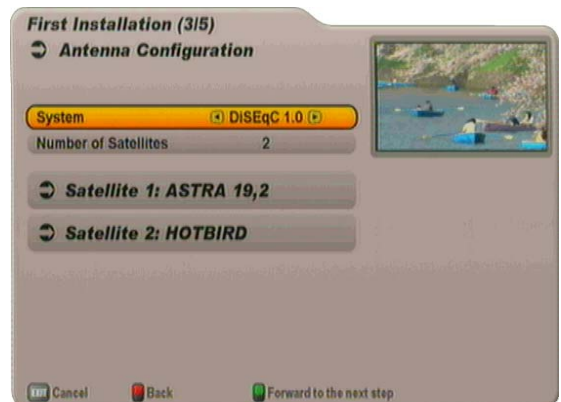 First Installation (3/5)
Antenna Configuration
System DiSEqC 1.0
Number of Satellites 2
Satellite 1: ASTRA 19,2
Satellite 2: HOTBIRD
EXIT Cancel Back Forward to the next step